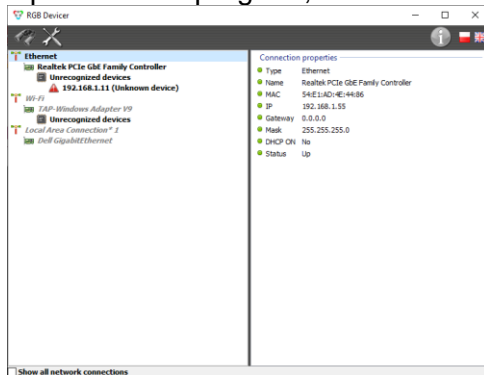 RGB Devicer
Ethernet
Realtek PCIe GbE Family Controller
Unrecognized devices
192.168.1.11 (Unknown device)
Wi-Fi
TAP-Windows Adapter V9
Unrecognized devices
Local Area Connection* 1
Dell GigabitEthernet
Connection properties
Type Ethernet
Name Realtek PCIe GbE Family Controller
MAC 54:E1:AD:4E:44:86
IP 192.168.1.55
Gateway 0.0.0.0
Mask 255.255.255.0
DHCP ON No
Status Up
Show all network connections